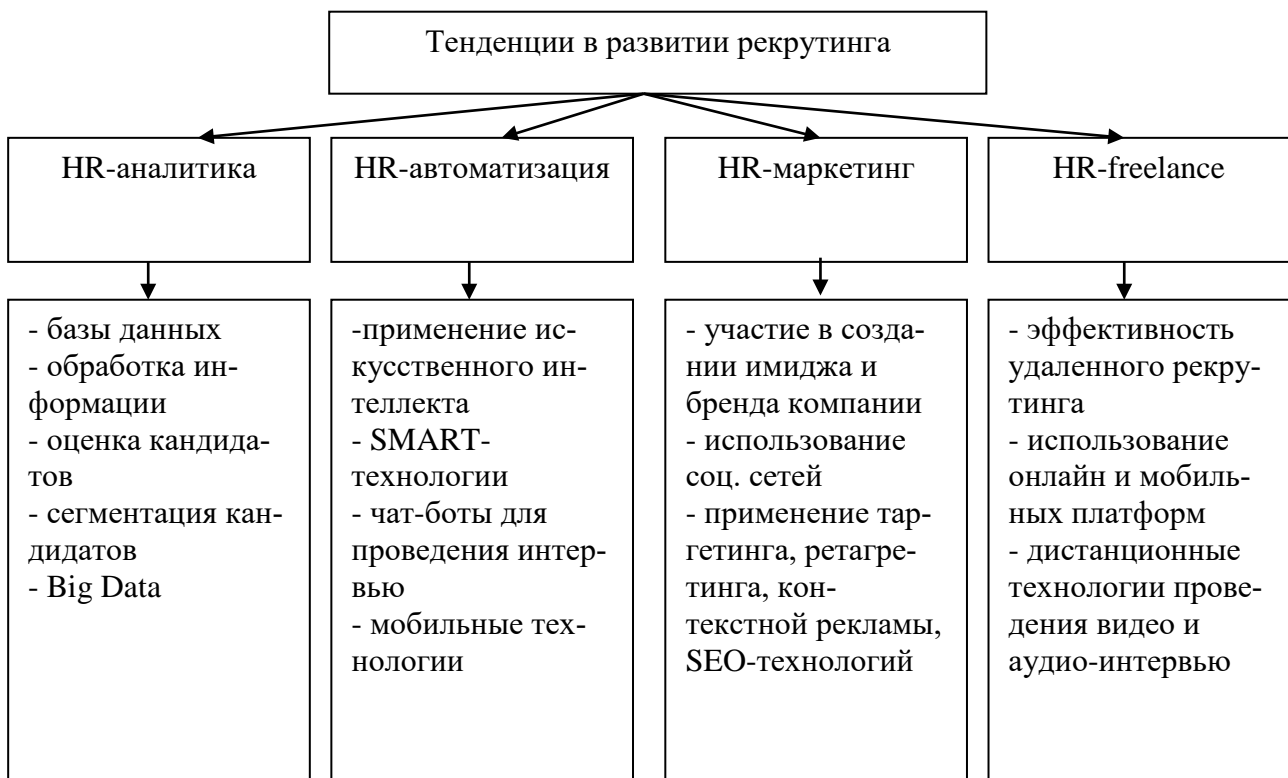 Тенденции в развитии рекрутинга
HR-аналитика
HR-автоматизация
HR-маркетинг
HR-freelance
- базы данных
- обработка ин-
формации
- оценка кандида-
тов
- сегментация кан-
дидатов
- Big Data
-применение ис-
кусственного ин-
теллекта
- SMART-
технологии
- чат-боты для
проведения интер-
вью
- мобильные тех-
нологии
- участие в созда-
нии имиджа и
бренда компании
- использование
соц. сетей
- применение тар-
гетинга, ретагре-
тинга, кон-
текстной рекламы,
SEO-технологий
- эффективность
удаленного рекру-
тинга
- использование
онлайн и мобиль-
ных платформ
- дистанционные
технологии прове-
дения видео и
аудио-интервью